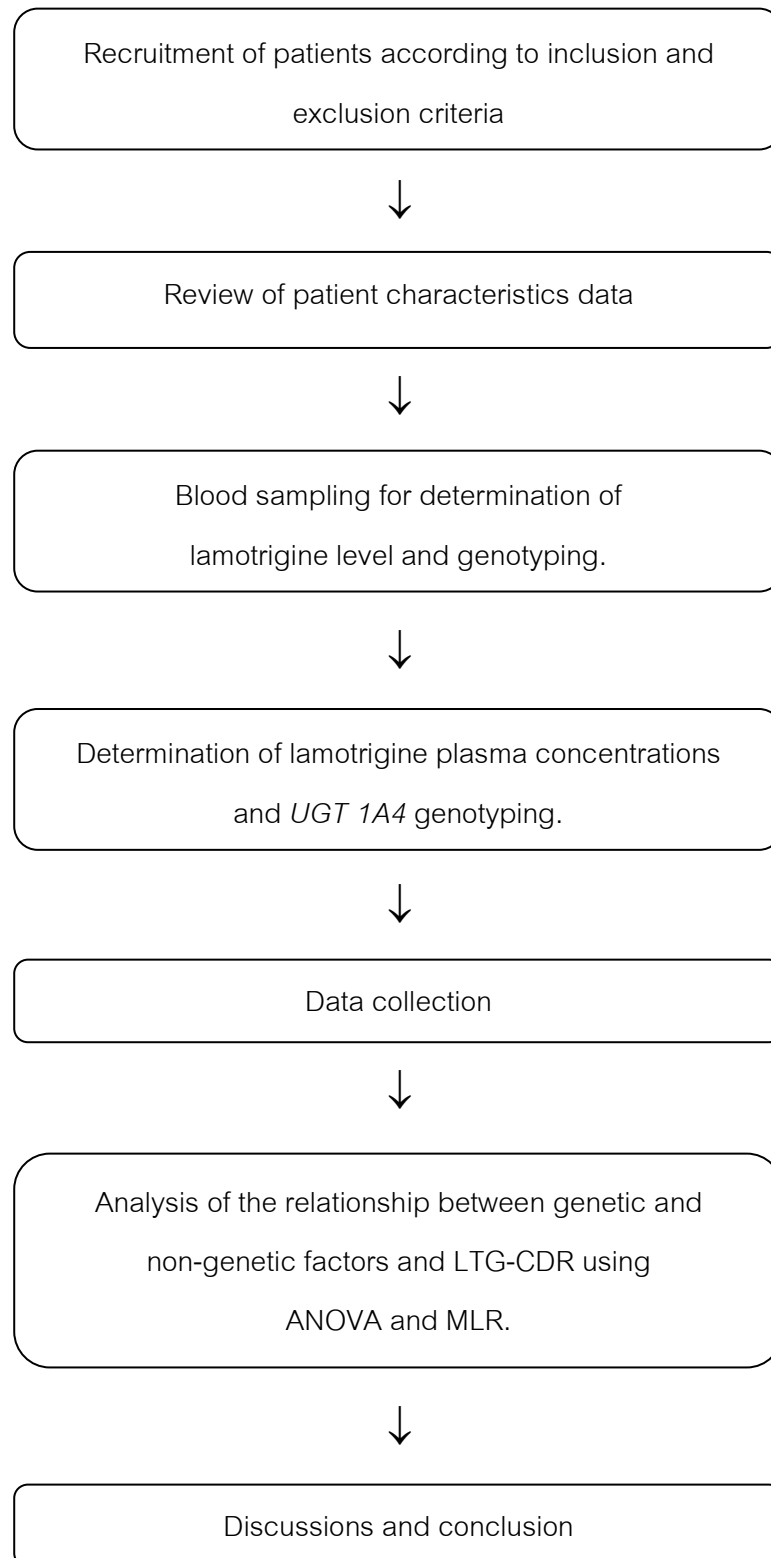 Recruitment of patients according to inclusion and
exclusion criteria
↓
Review of patient characteristics data
↓
Blood sampling for determination of
lamotrigine level and genotyping.
↓
Determination of lamotrigine plasma concentrations
and UGT 1A4 genotyping.
↓
Data collection
↓
Analysis of the relationship between genetic and
non-genetic factors and LTG-CDR using
ANOVA and MLR.
↓
Discussions and conclusion